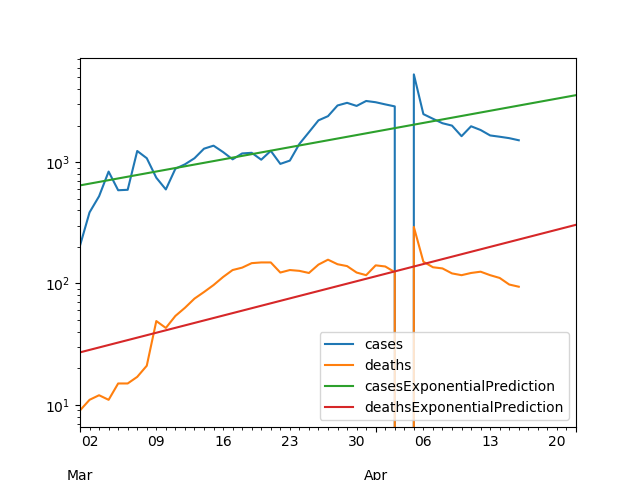 10³
10²
10¹
cases
deaths
casesExponentialPrediction
deathsExponentialPrediction
02 09 16 23 30 06 13 20
Mar Apr